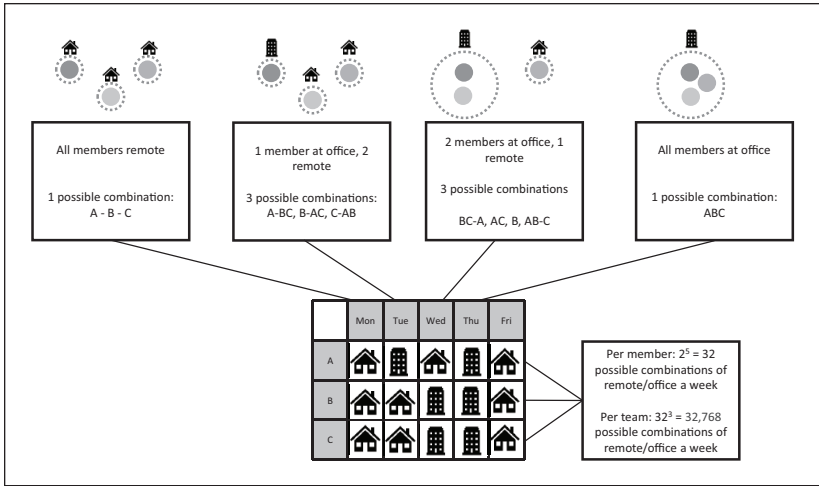 All members remote
1 possible combination:
A - B - C
1 member at office, 2
remote
3 possible combinations:
A-BC, B-AC, C-AB
2 members at office, 1
remote
3 possible combinations
BC-A, AC, B, AB-C
All members at office
1 possible combination:
ABC
Mon Tue Wed Thu Fri
A
B
C
Per member: 2⁵ = 32
possible combinations of
remote/office a week
Per team: 32³ = 32,768
possible combinations of
remote/office a week